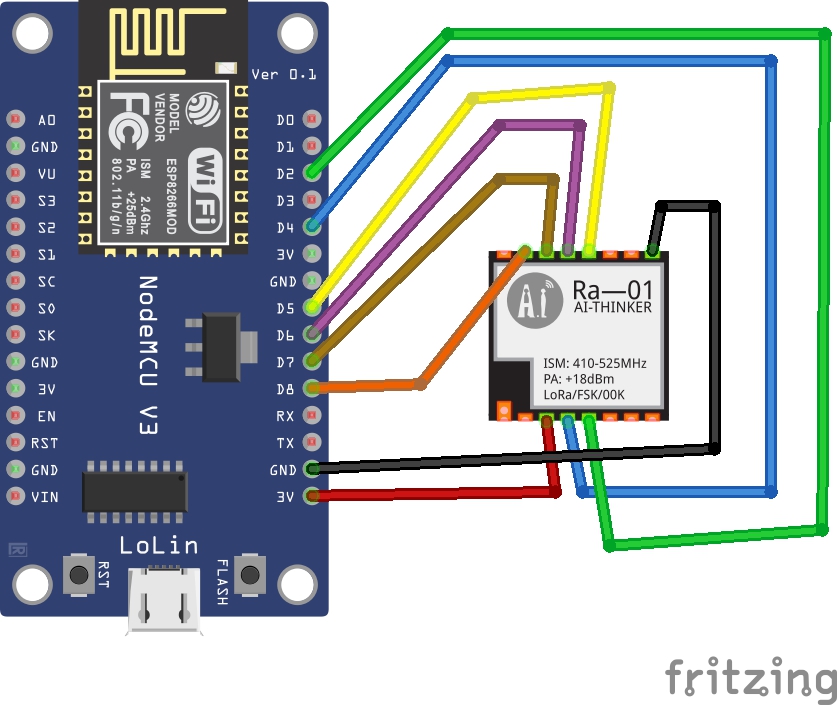 Ver 0.1
MODEL
VENDOR
ESP8266MOD
ISM 2.4GHz
PA +25dBm
802.11b/g/n
FC
WiFi
A0
GND
VU
S3
S2
S1
SC
S0
SK
GND
3V
EN
RST
GND
VIN
D0
D1
D2
D3
D4
3V
GND
D5
D6
D7
D8
RX
TX
GND
3V
NodeMCU V3
LoLin
RST
FLASH
A.i
Ra—01
AI-THINKER
ISM: 410-525MHz
PA: +18dBm
LoRa/FSK/00K
fritzing